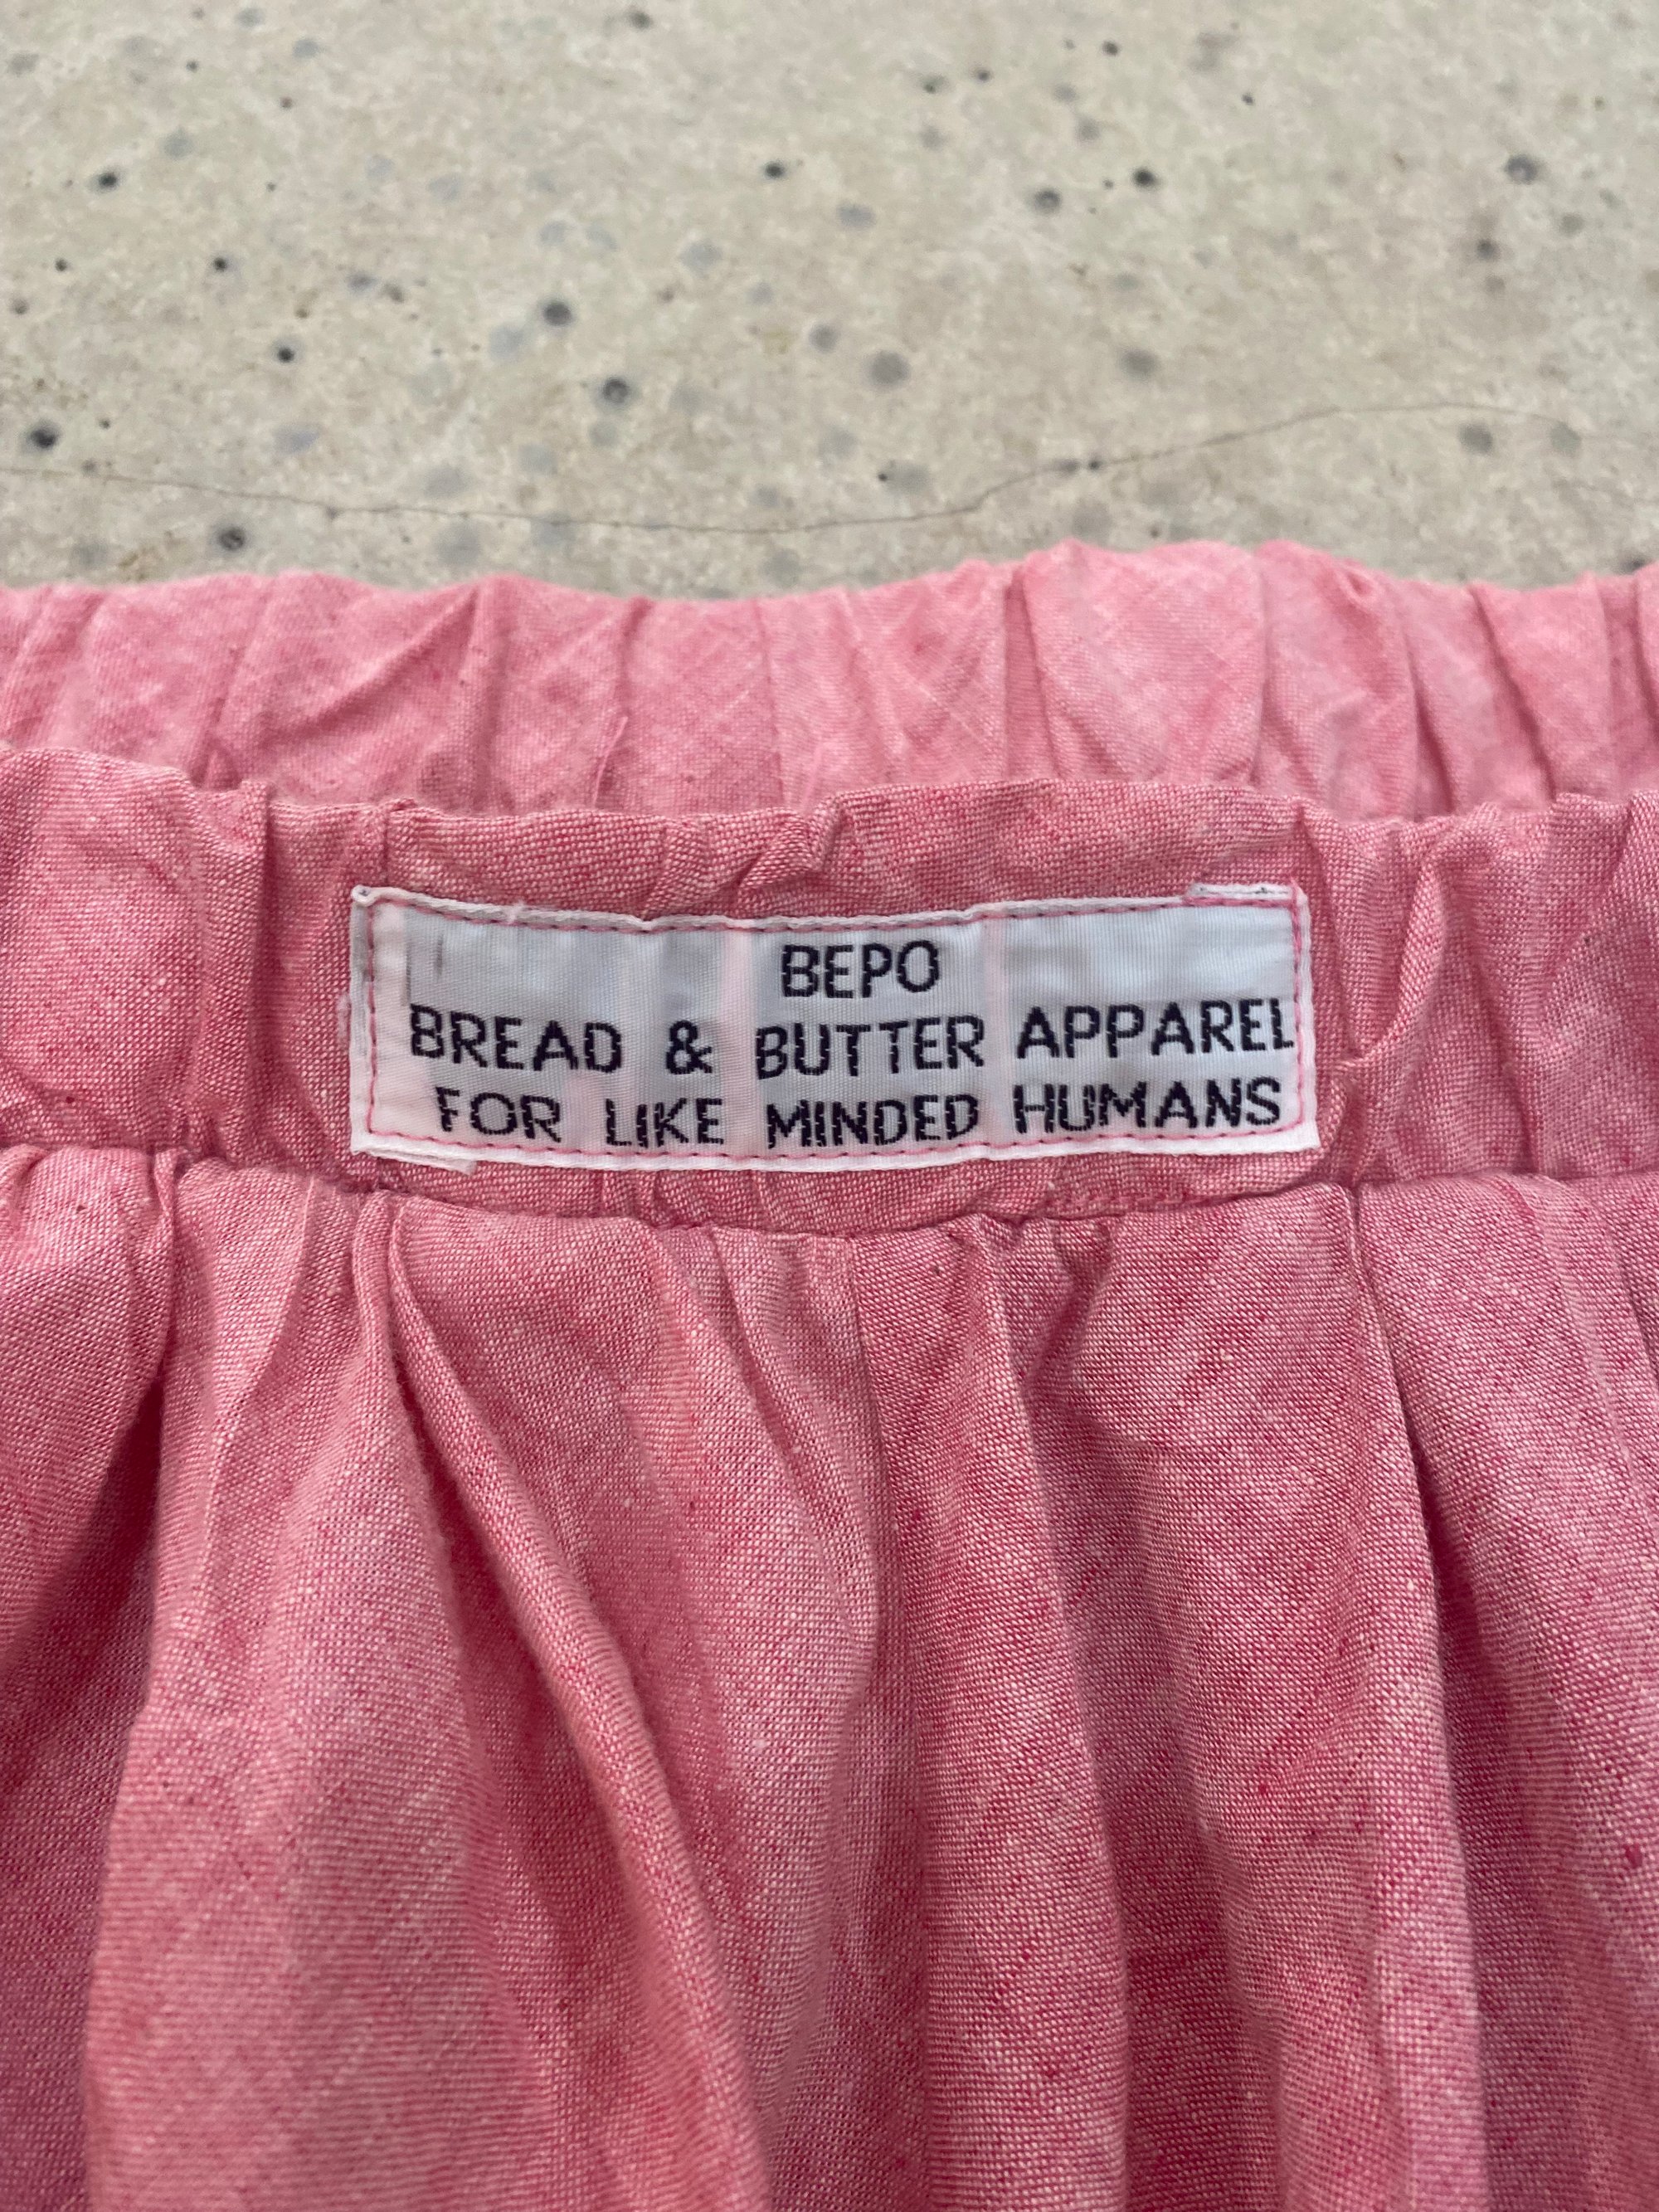 BEPO
BREAD & BUTTER APPAREL
FOR LIKE MINDED HUMANS